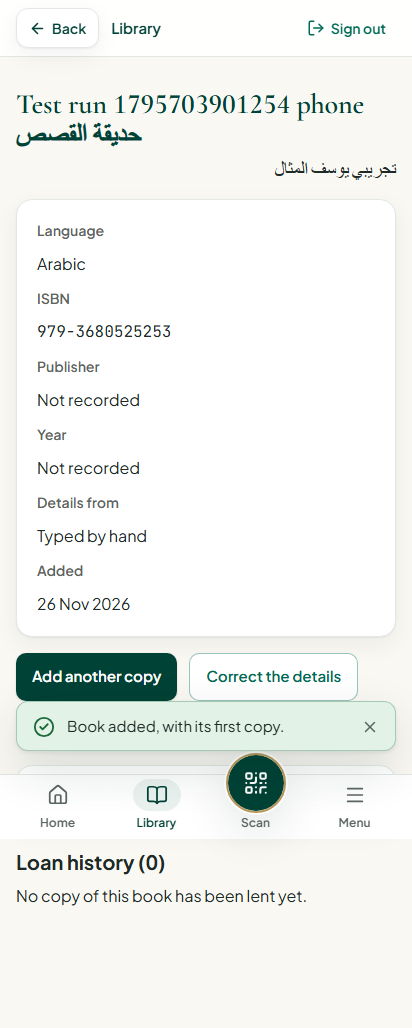 Back
Library
Sign out
Test run 1795703901254 phone
حديقة القصص
تجريبي يوسف المثال
Language
Arabic
ISBN
979-3680525253
Publisher
Not recorded
Year
Not recorded
Details from
Typed by hand
Added
26 Nov 2026
Add another copy
Correct the details
Book added, with its first copy.
Home
Library
Scan
Menu
Loan history (0)
No copy of this book has been lent yet.